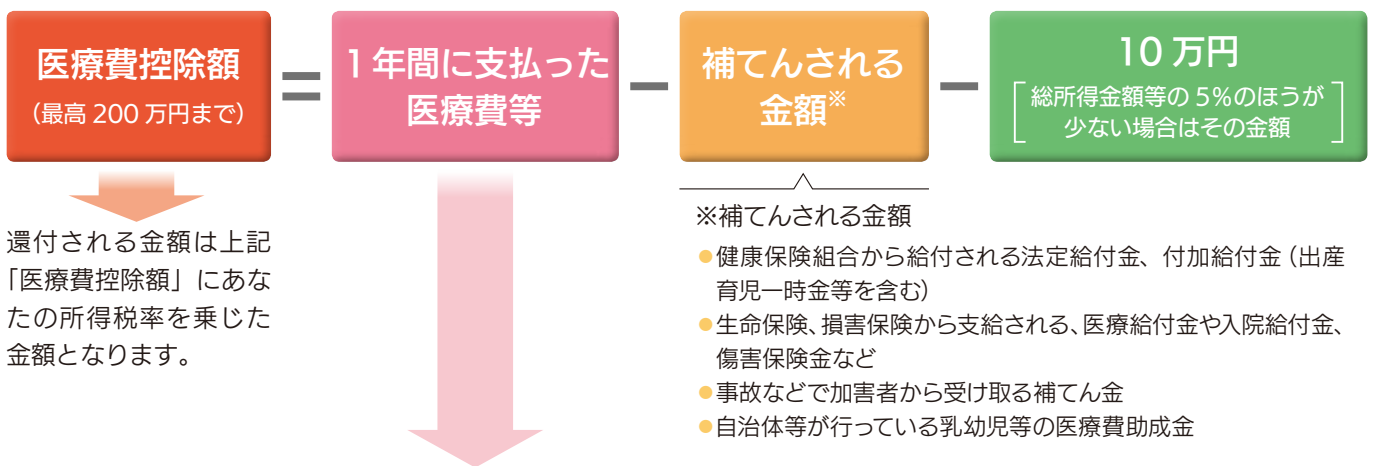 医療費控除額
（最高 200 万円まで）
＝
1 年間に支払った
医療費等
－
補てんされる
金額※
－
10 万円
総所得金額等の 5％のほうが
少ない場合はその金額
還付される金額は上記
「医療費控除額」にあな
たの所得税率を乗じた
金額となります。
※補てんされる金額
●健康保険組合から給付される法定給付金、付加給付金（出産
育児一時金等を含む）
●生命保険、損害保険から支給される、医療給付金や入院給付金、
傷害保険金など
●事故などで加害者から受け取る補てん金
●自治体等が行っている乳幼児等の医療費助成金